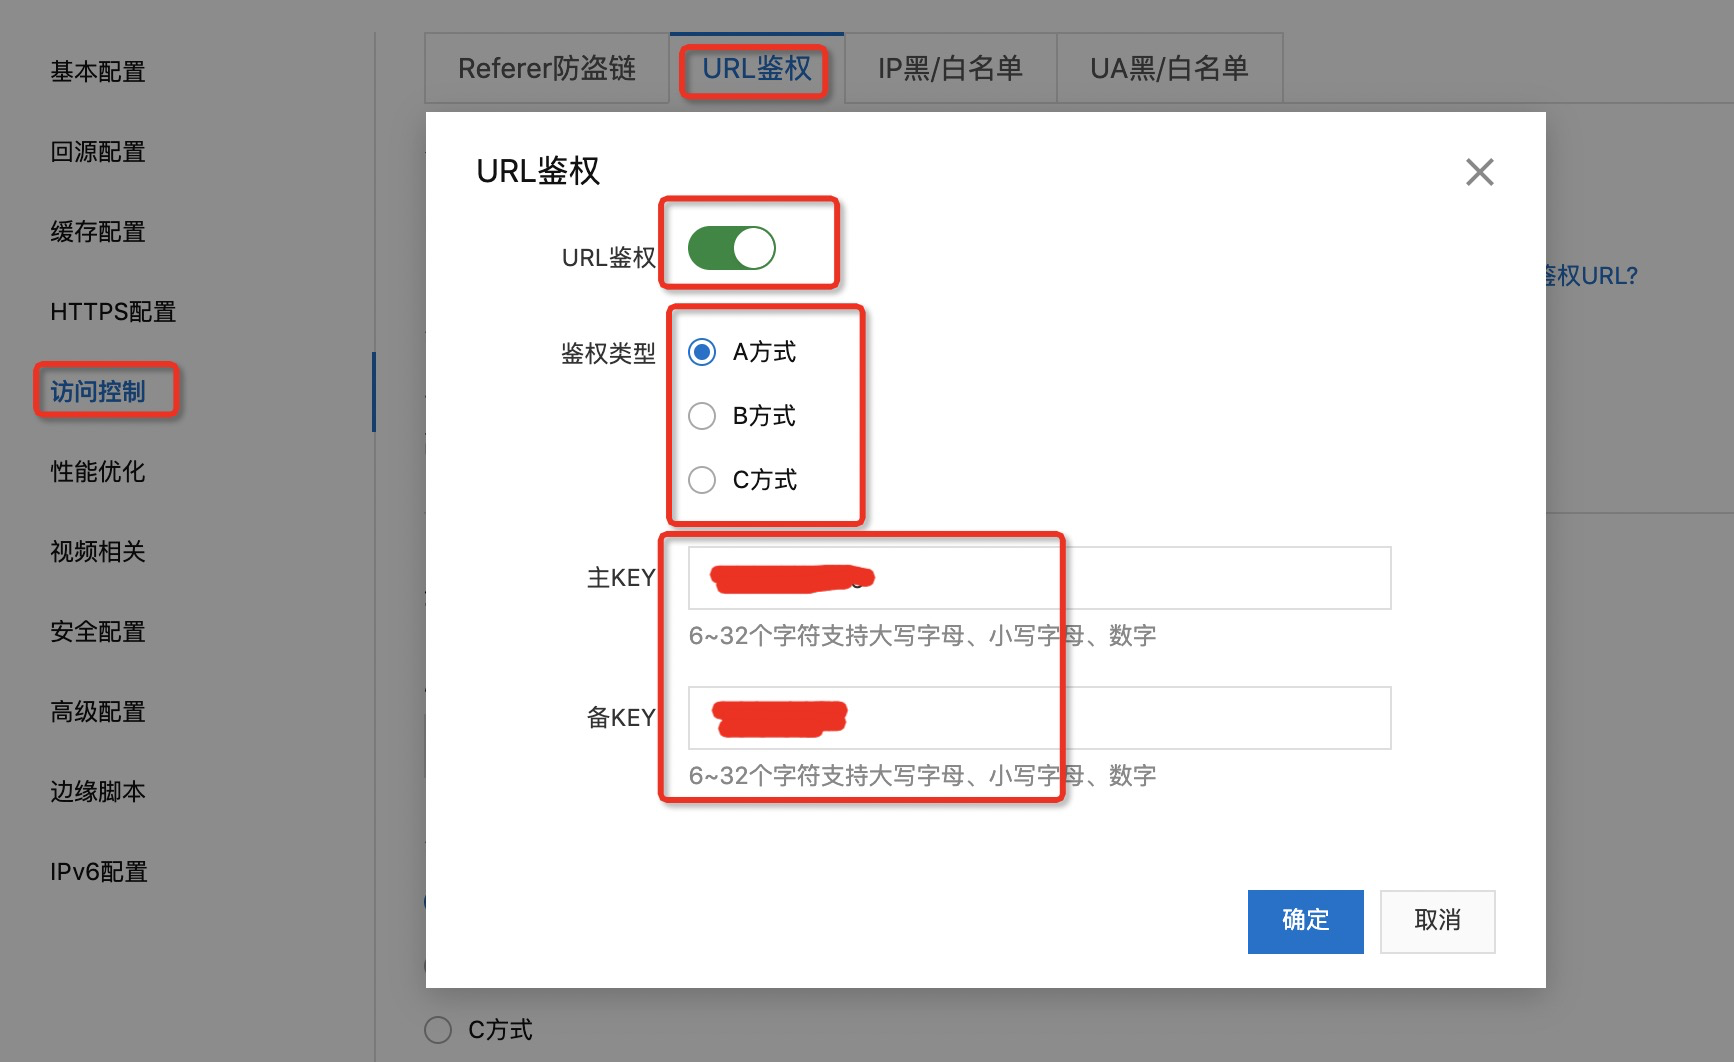 基本配置
回源配置
缓存配置
HTTPS配置
访问控制
性能优化
视频相关
安全配置
高级配置
边缘脚本
IPv6配置
Referer防盗链
URL鉴权
IP黑/白名单
UA黑/白名单
URL鉴权
URL鉴权
鉴权类型
A方式
B方式
C方式
主KEY
6~32个字符支持大写字母、小写字母、数字
备KEY
6~32个字符支持大写字母、小写字母、数字
确定
取消
鉴权URL?
C方式